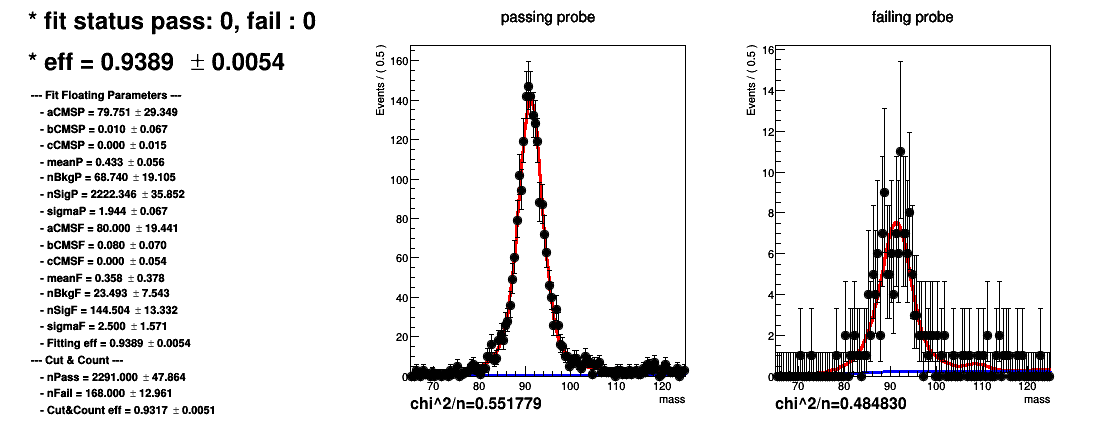 * fit status pass: 0, fail : 0
* eff = 0.9389 ± 0.0054
--- Fit Floating Parameters ---
- aCMSP = 79.751 ± 29.349
- bCMSP = 0.010 ± 0.067
- cCMSP = 0.000 ± 0.015
- meanP = 0.433 ± 0.056
- nBkgP = 68.740 ± 19.105
- nSigP = 2222.346 ± 35.852
- sigmaP = 1.944 ± 0.067
- aCMSF = 80.000 ± 19.441
- bCMSF = 0.080 ± 0.070
- cCMSF = 0.000 ± 0.054
- meanF = 0.358 ± 0.378
- nBkgF = 23.493 ± 7.543
- nSigF = 144.504 ± 13.332
- sigmaF = 2.500 ± 1.571
- Fitting eff = 0.9389 ± 0.0054
--- Cut & Count ---
- nPass = 2291.000 ± 47.864
- nFail = 168.000 ± 12.961
- Cut&Count eff = 0.9317 ± 0.0051
passing probe
Events / ( 0.5 )
160
140
120
100
80
60
40
20
0
70 80 90 100 110 120
mass
chi^2/n=0.551779
failing probe
Events / ( 0.5 )
16
14
12
10
8
6
4
2
0
70 80 90 100 110 120
mass
chi^2/n=0.484830